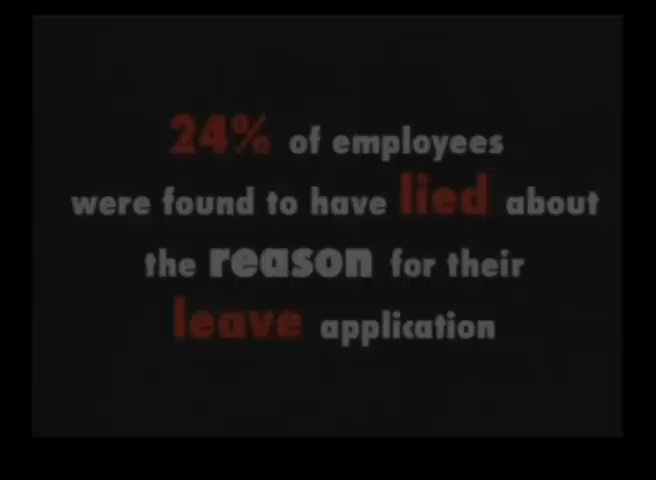 24% of employees
were found to have lied about
the reason for their
leave application